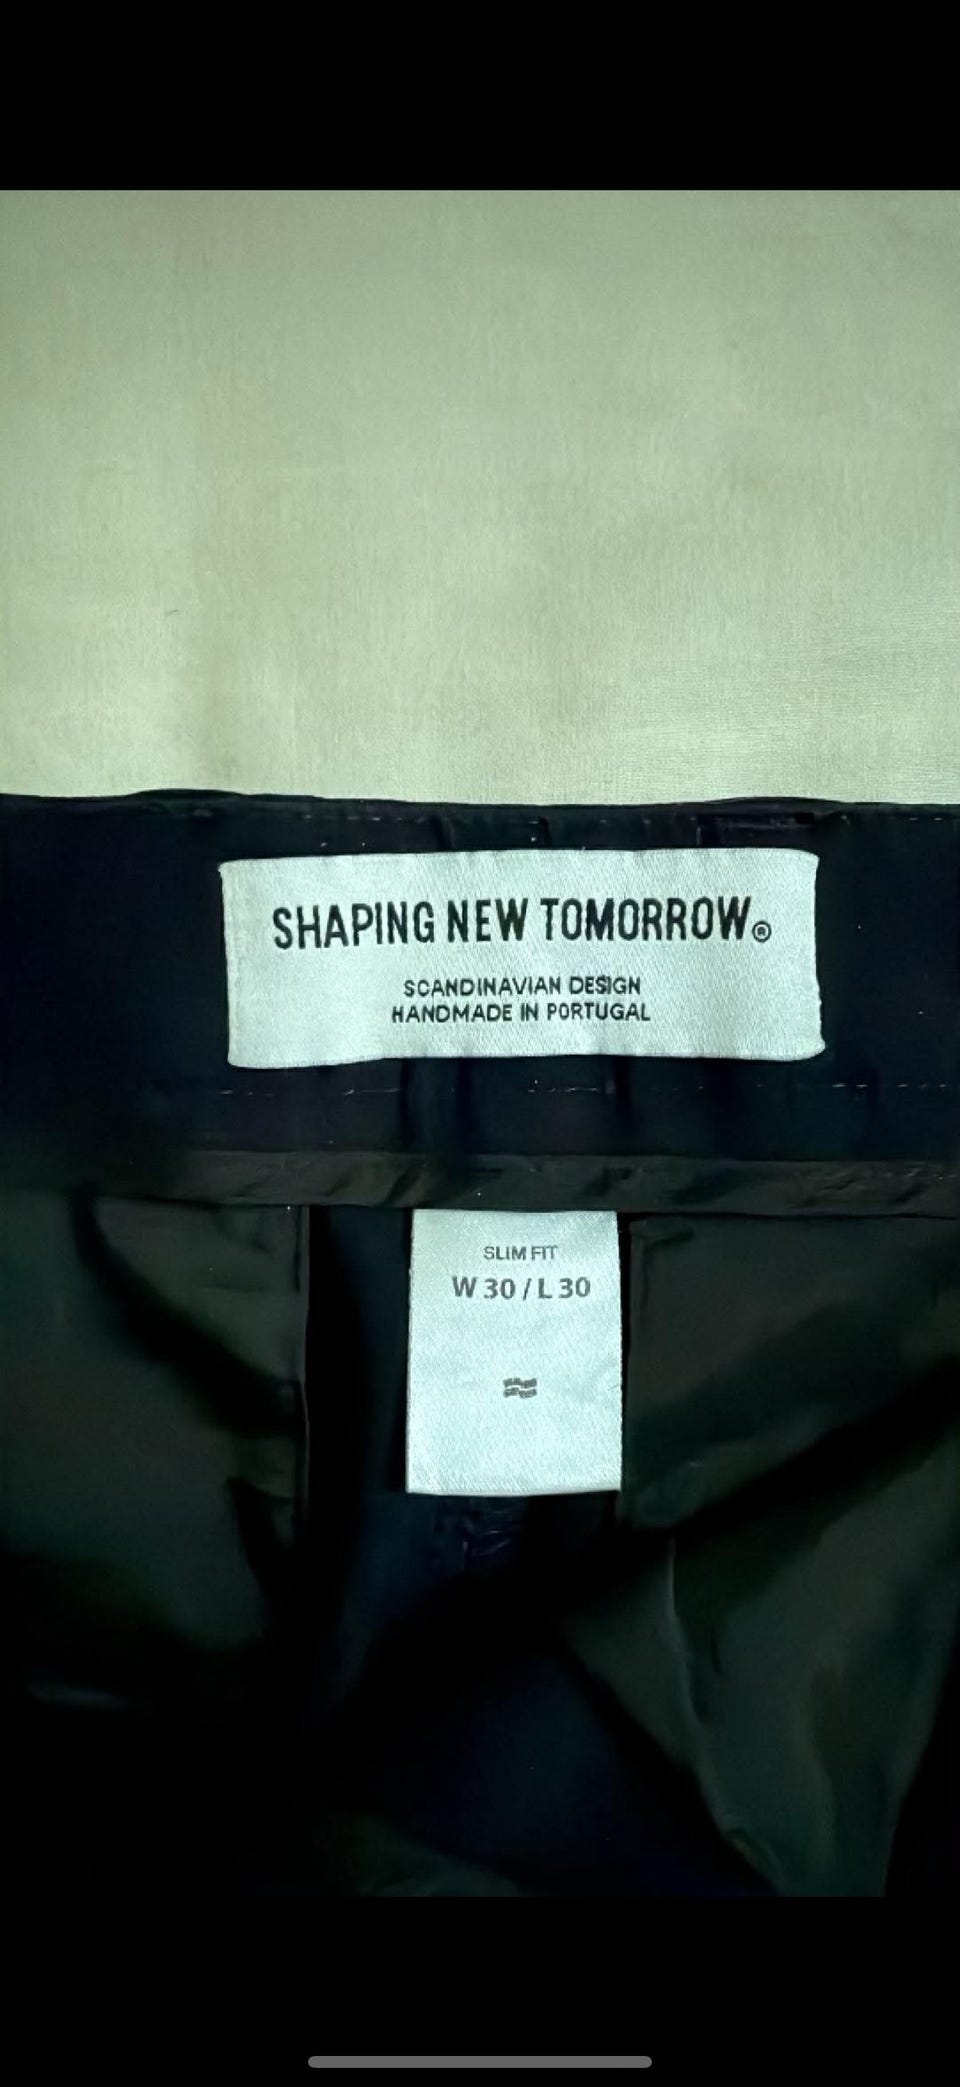 SHAPING NEW TOMORROW®
SCANDINAVIAN DESIGN
HANDMADE IN PORTUGAL
SLIM FIT
W 30 / L 30